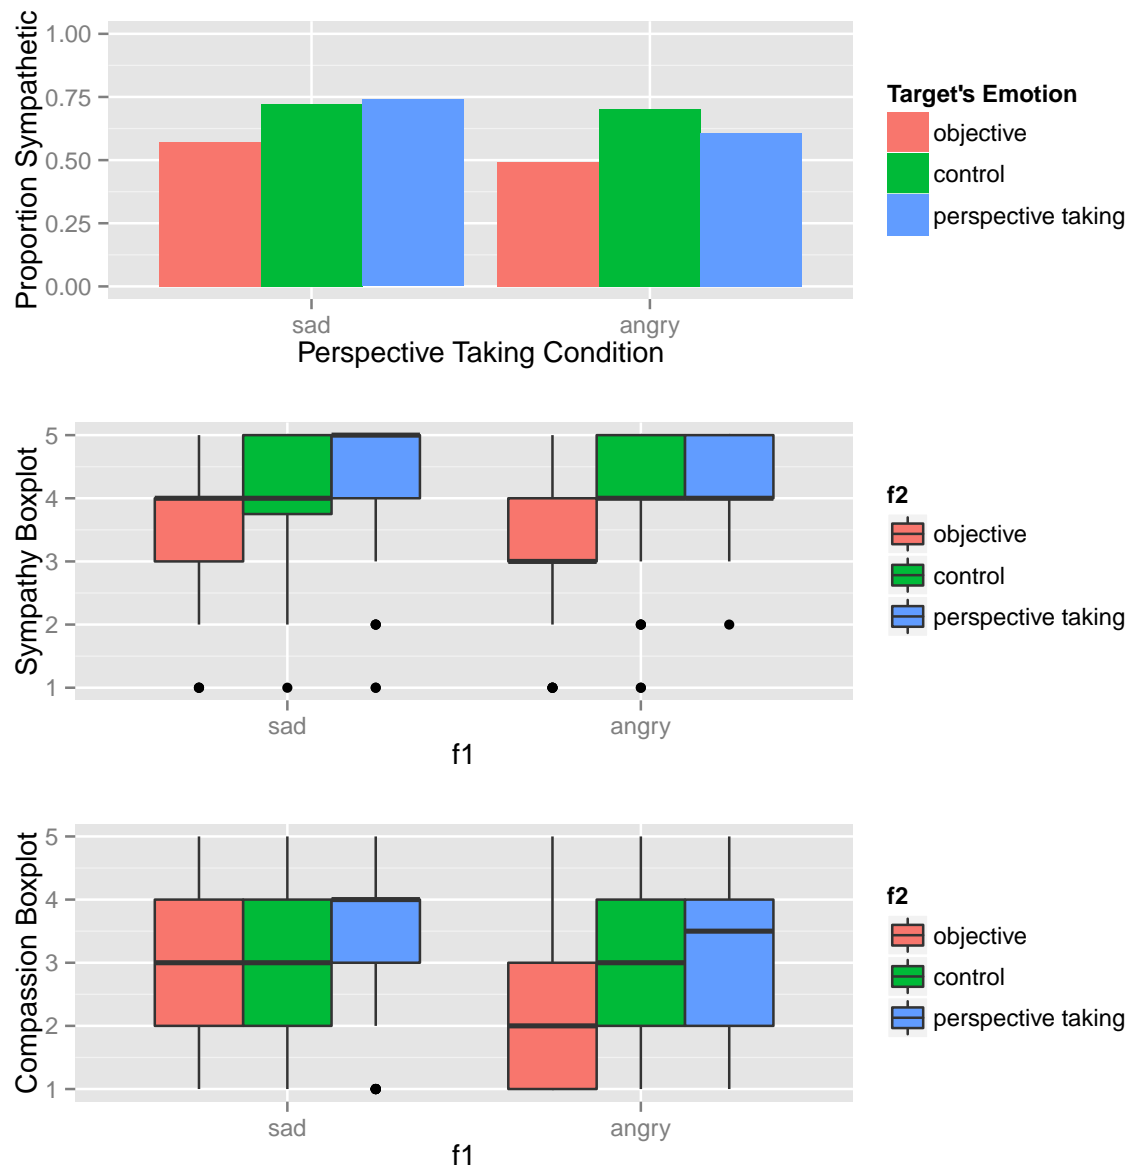 Proportion Sympathetic
1.00
0.75
0.50
0.25
0.00
sad
angry
Perspective Taking Condition
Target's Emotion
objective
control
perspective taking
Sympathy Boxplot
5
4
3
2
1
sad
angry
f1
f2
objective
control
perspective taking
Compassion Boxplot
5
4
3
2
1
sad
angry
f1
f2
objective
control
perspective taking